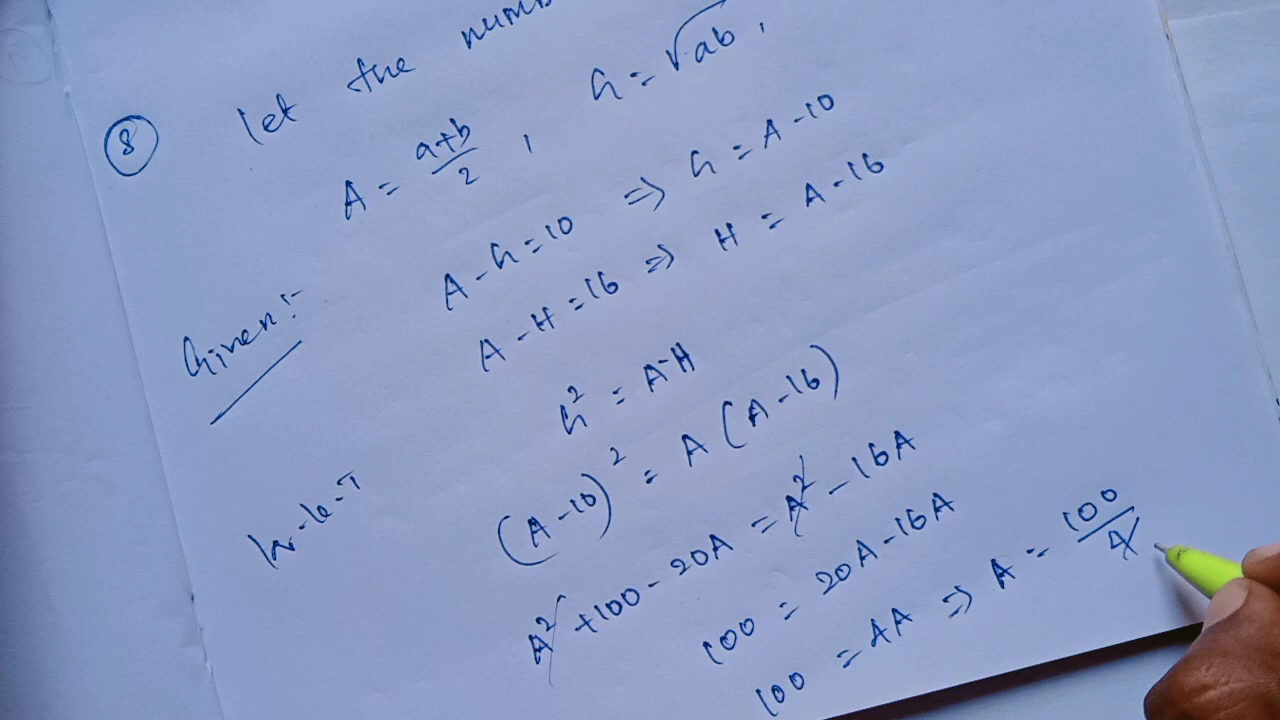 ⑧ let the numb
A = a+b/2 , G = √ab ,
Given :- A - G = 10 ⇒ G = A - 10
A - H = 16 ⇒ H = A - 16
W.K.T G² = A·H
(A - 10)² = A (A - 16)
A² + 100 - 20A = A² - 16A
100 = 20A - 16A
100 = 4A ⇒ A = 100/4